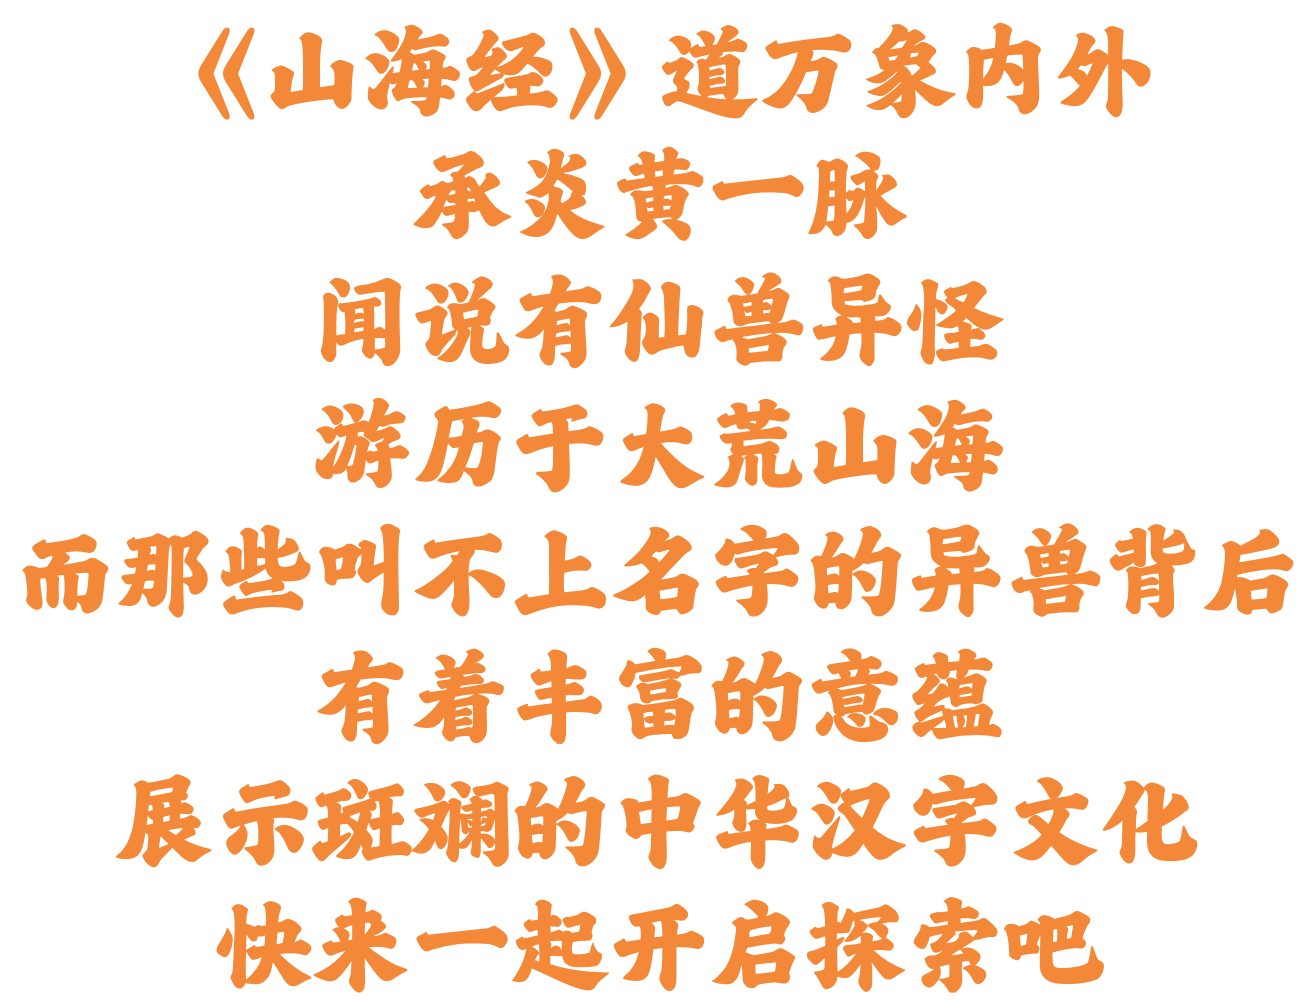 《山海经》道万象内外
承炎黄一脉
闻说有仙兽异怪
游历于大荒山海
而那些叫不上名字的异兽背后
有着丰富的意蕴
展示斑斓的中华汉字文化
快来一起开启探索吧